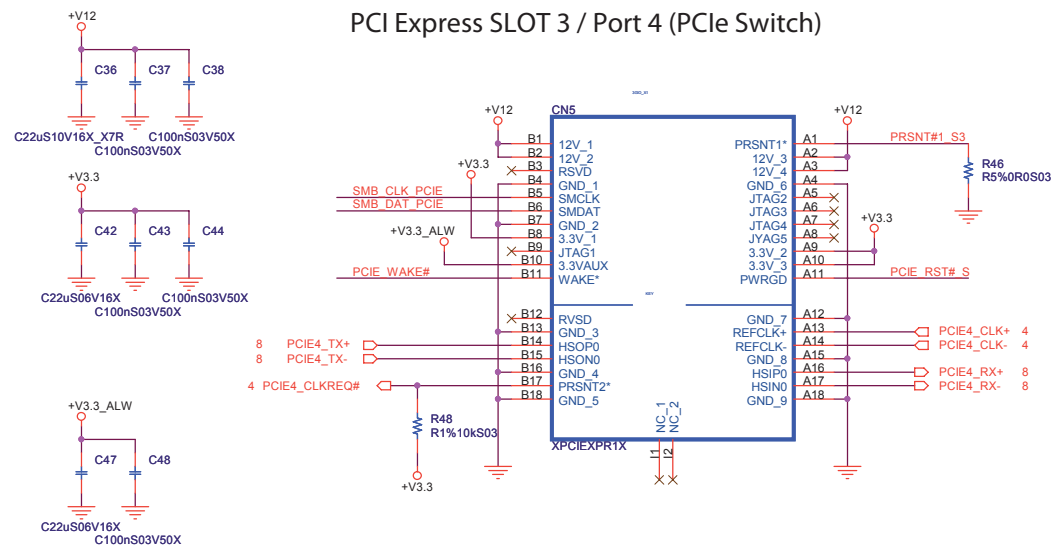 PCI Express SLOT 3 / Port 4 (PCIe Switch)
+V12
C36
C37
C38
C22uS10V16X_X7R
C100nS03V50X
C100nS03V50X
+V3.3
C42
C43
C44
C22uS06V16X
C100nS03V50X
C100nS03V50X
+V3.3_ALW
C47
C48
C22uS06V16X
C100nS03V50X
CN5
+V12
+V12
+V3.3
+V3.3_ALW
+V3.3
B1 12V_1 PRSNT1* A1 PRSNT#1_S3
B2 12V_2 12V_3 A2
B3 RSVD 12V_4 A3
B4 GND_1 GND_6 A4
SMB_CLK_PCIE B5 SMCLK JTAG2 A5
SMB_DAT_PCIE B6 SMDAT JTAG3 A6
B7 GND_2 JTAG4 A7
B8 3.3V_1 JYAG5 A8
B9 JTAG1 3.3V_2 A9
B10 3.3VAUX 3.3V_3 A10
PCIE_WAKE# B11 WAKE* PWRGD A11 PCIE_RST#_S
R46
R5%0R0S03
KEY
B12 RVSD GND_7 A12
B13 GND_3 REFCLK+ A13 PCIE4_CLK+ 4
8 PCIE4_TX+ B14 HSOP0 REFCLK- A14 PCIE4_CLK- 4
8 PCIE4_TX- B15 HSON0 GND_8 A15
B16 GND_4 HSIP0 A16 PCIE4_RX+ 8
4 PCIE4_CLKREQ# B17 PRSNT2* HSIN0 A17 PCIE4_RX- 8
B18 GND_5 GND_9 A18
R48
R1%10kS03
+V3.3
NC_1
NC_2
XPCIEXPR1X
I1
I2